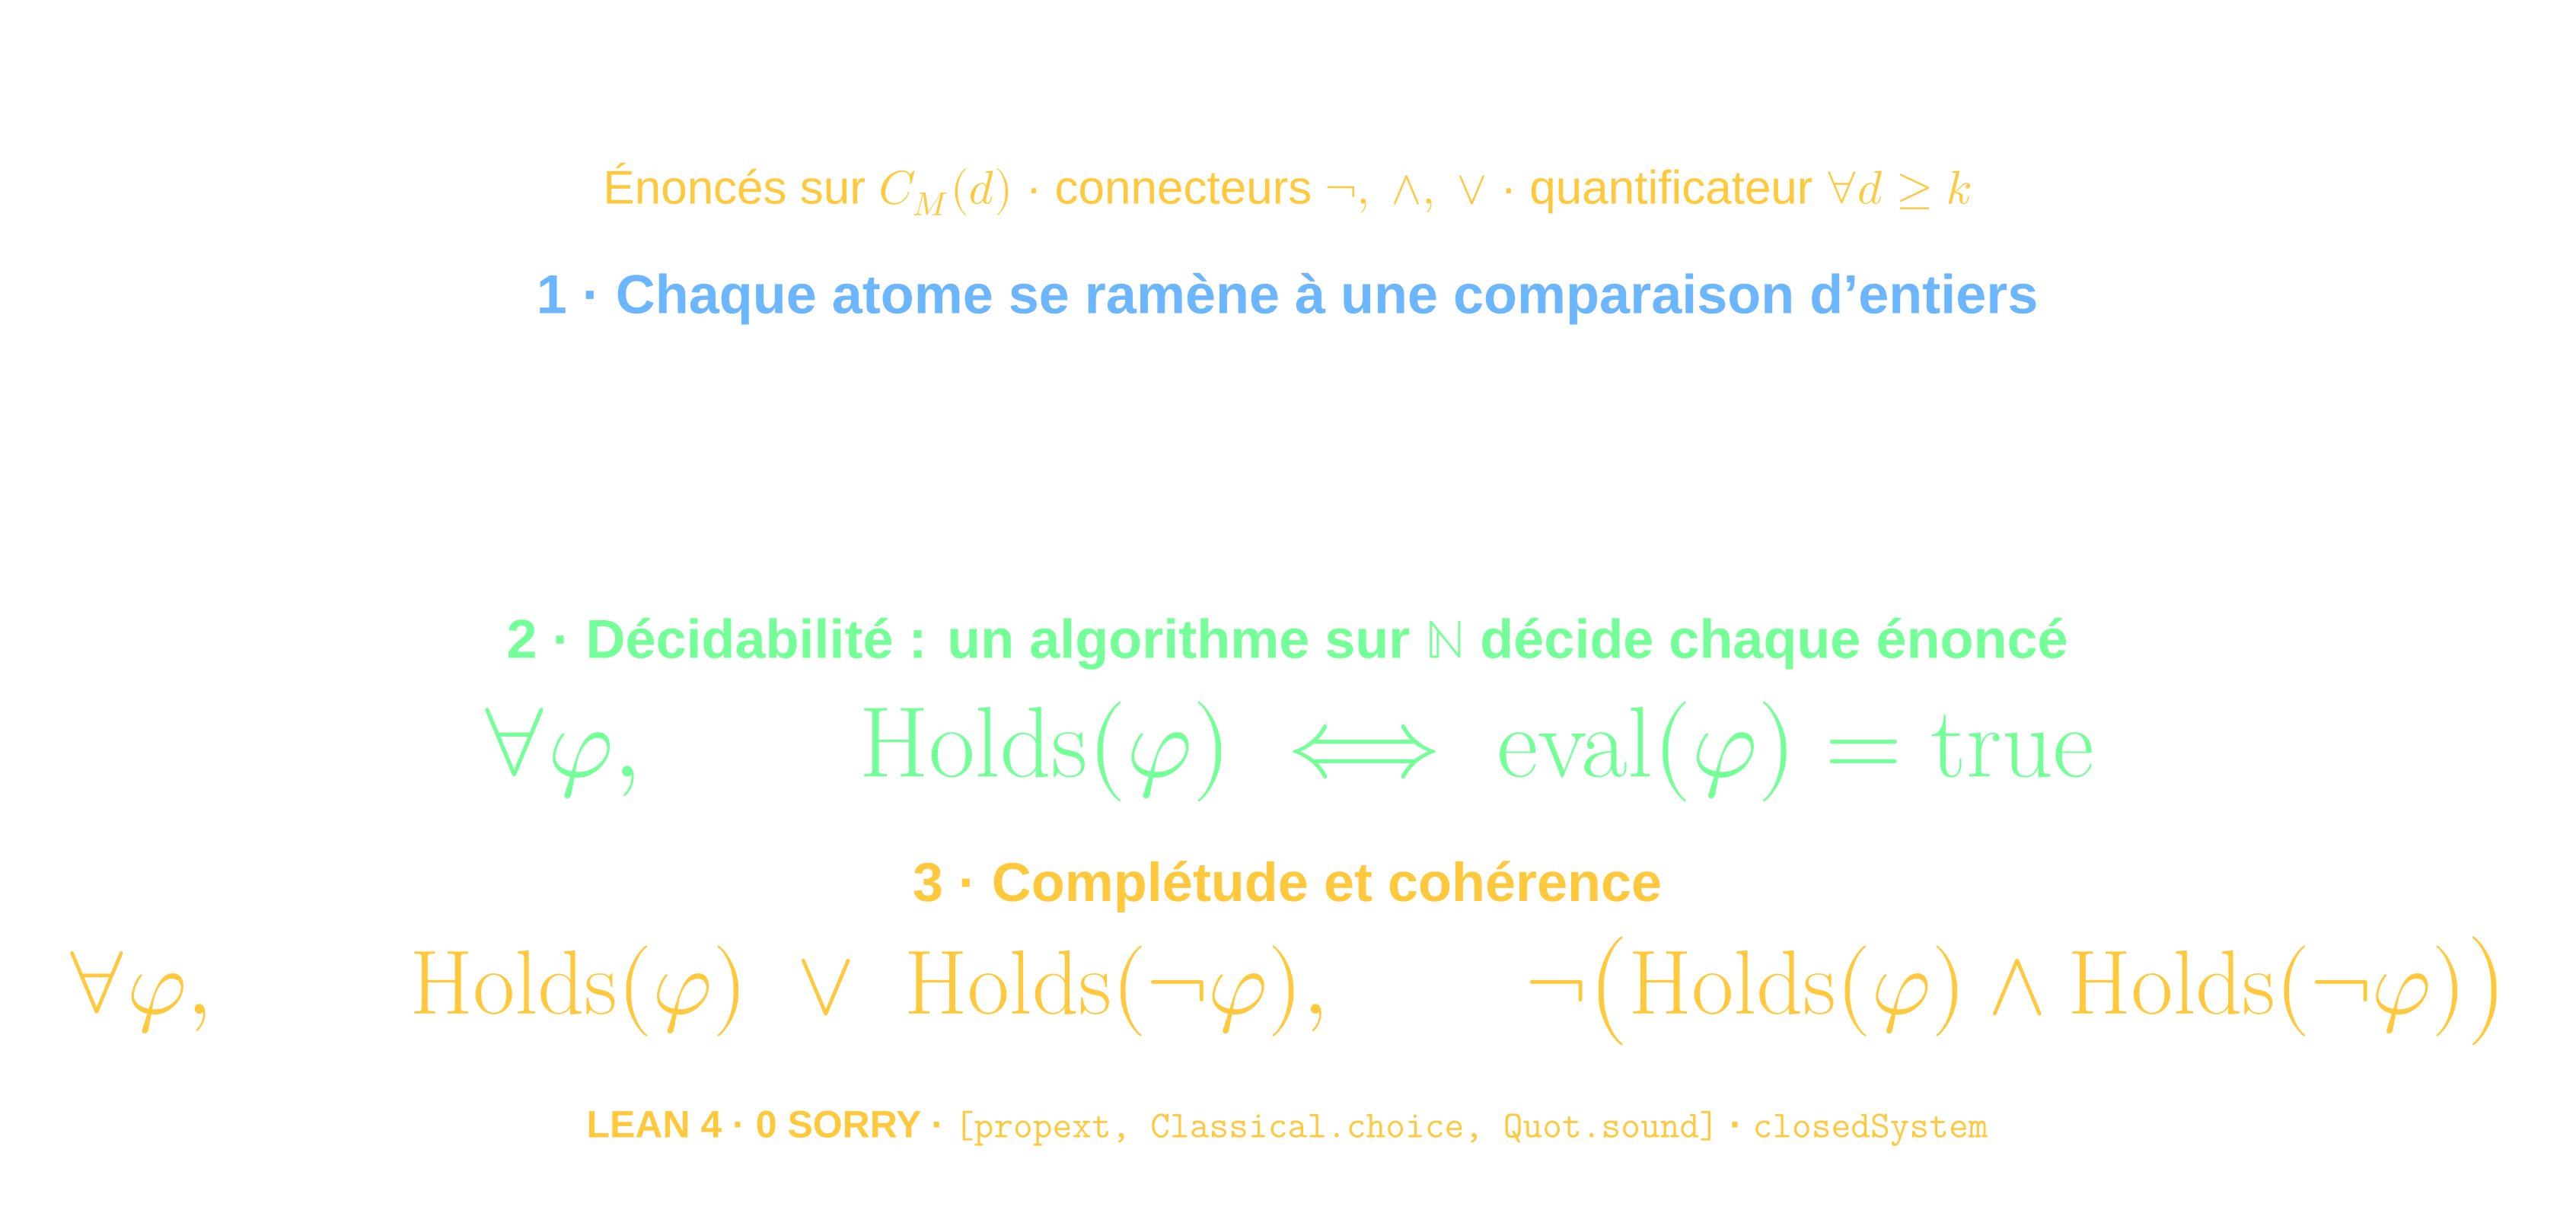 Énoncés sur C_M(d) · connecteurs ¬, ∧, ∨ · quantificateur ∀d ≥ k
1 · Chaque atome se ramène à une comparaison d’entiers
2 · Décidabilité : un algorithme sur ℕ décide chaque énoncé
∀φ, Holds(φ) ⟺ eval(φ) = true
3 · Complétude et cohérence
∀φ, Holds(φ) ∨ Holds(¬φ), ¬(Holds(φ) ∧ Holds(¬φ))
LEAN 4 · 0 SORRY · [propext, Classical.choice, Quot.sound] · closedSystem